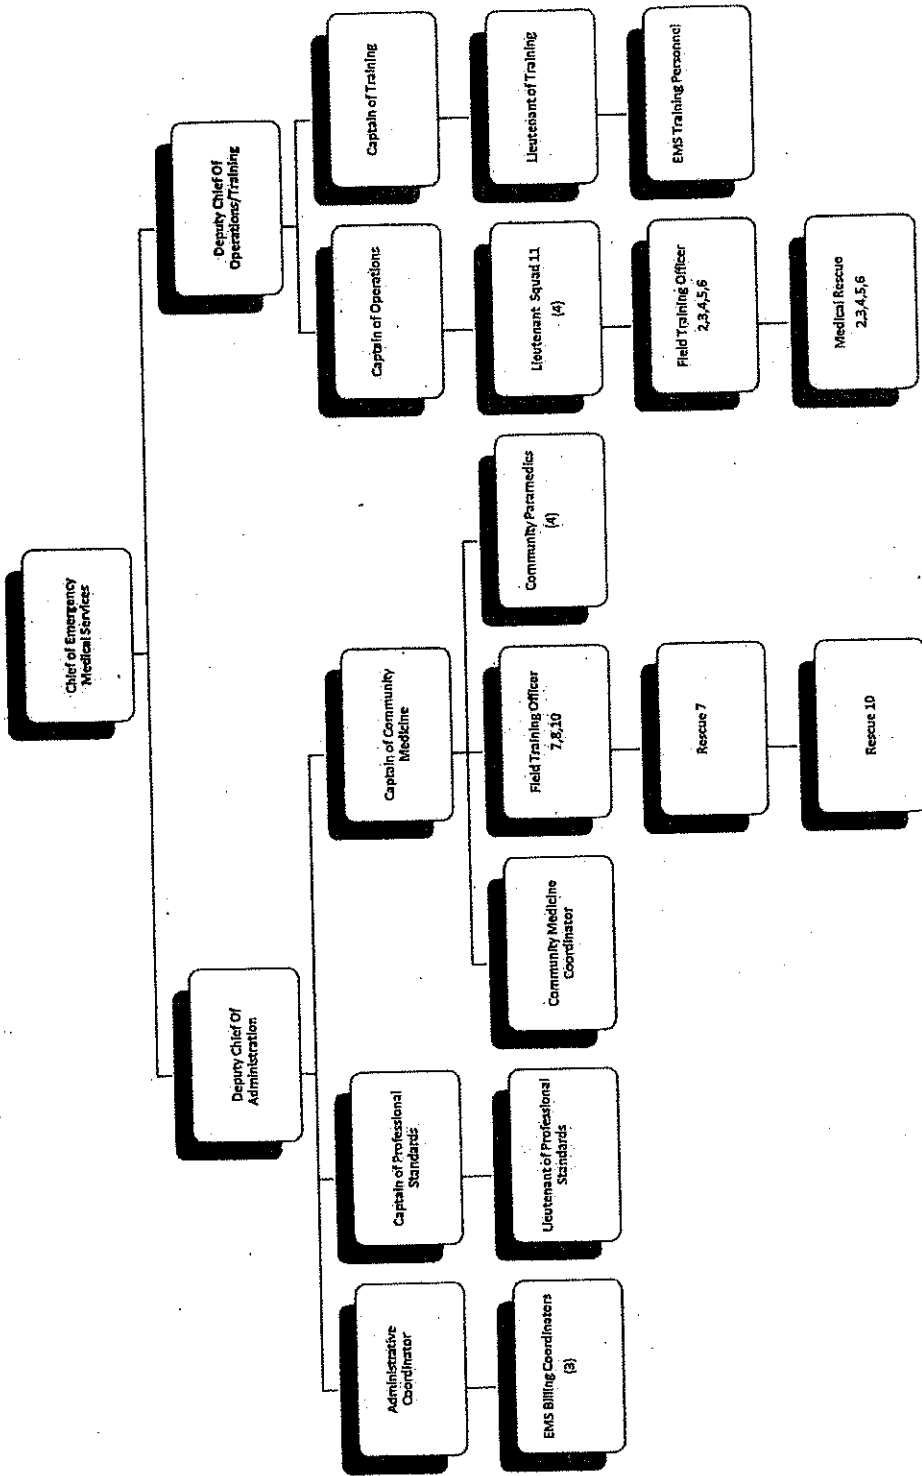 Chief of Emergency
Medical Services
Deputy Chief Of
Administration
Deputy Chief Of
Operations/Training
Administrative
Coordinator
Captain of Professional
Standards
Captain of Community
Medicine
Captain of Operations
Captain of Training
EMS Billing Coordinators
(3)
Lieutenant of Professional
Standards
Community Medicine
Coordinator
Field Training Officer
7,8,10
Community Paramedics
(4)
Lieutenant Squad 11
(4)
Lieutenant of Training
Rescue 7
Field Training Officer
2,3,4,5,6
EMS Training Personnel
Rescue 10
Medical Rescue
2,3,4,5,6